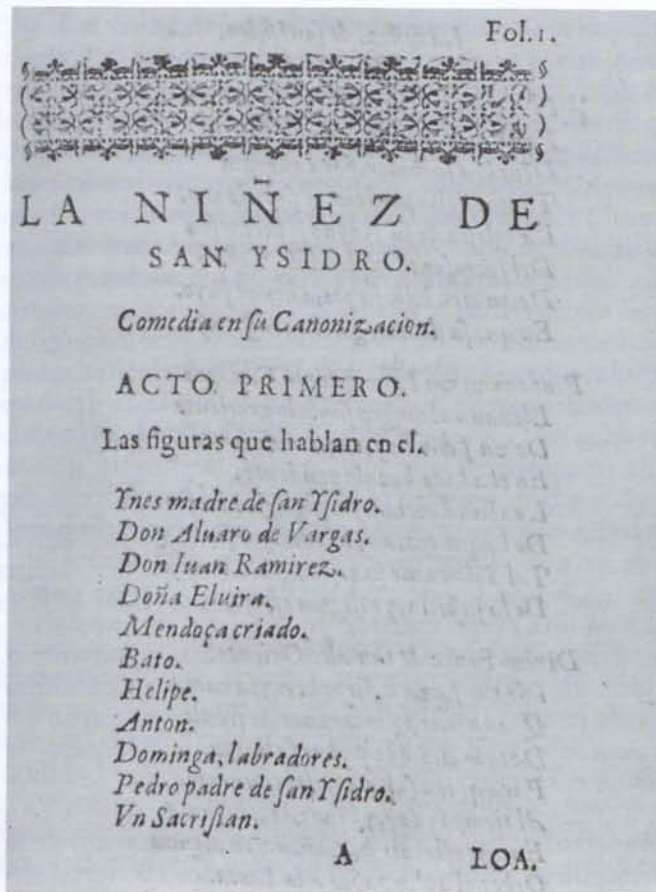 Fol. 1.
LA NIÑEZ DE
SAN YSIDRO.
Comedia en su Canonizacion.
ACTO PRIMERO.
Las figuras que hablan en el.
Ynes madre de san Ysidro.
Don Aluaro de Vargas.
Don Iuan Ramirez.
Doña Eluira.
Mendoça criado.
Bato.
Helipe.
Anton.
Dominga, labradores.
Pedro padre de san Ysidro.
Vn Sacristan.
A LOA.